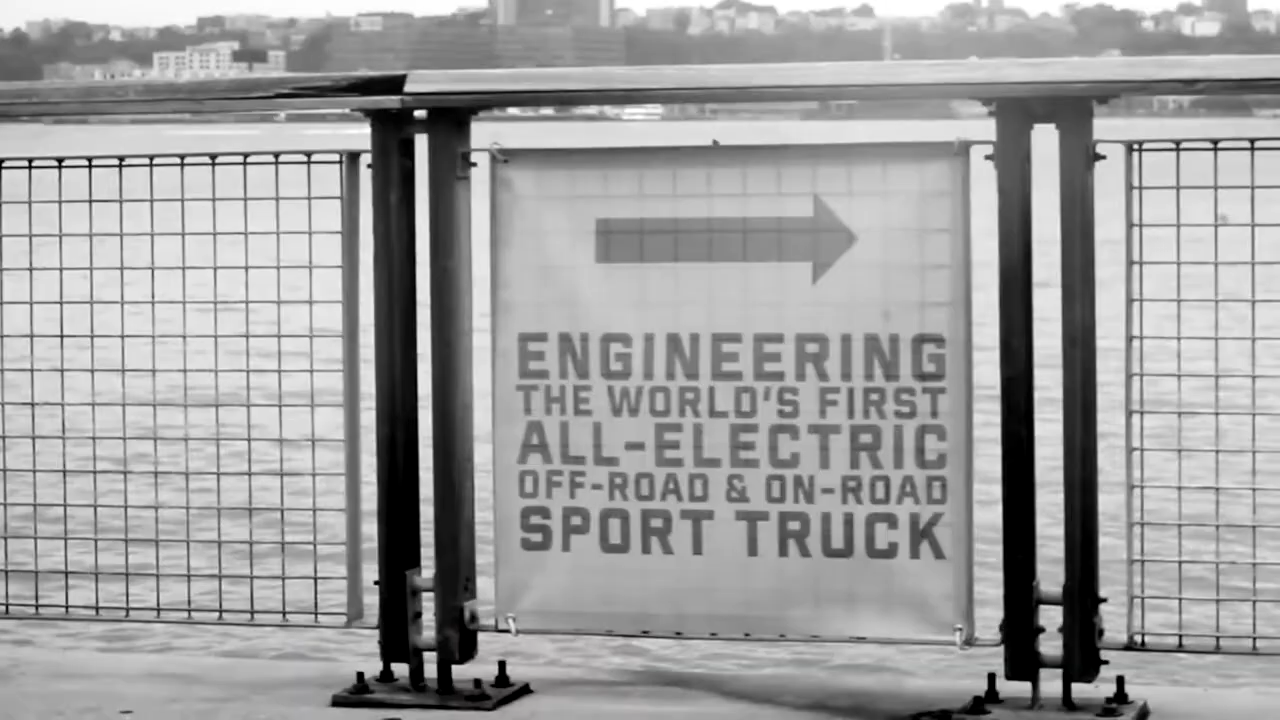 ENGINEERING
THE WORLD'S FIRST
ALL-ELECTRIC
OFF-ROAD & ON-ROAD
SPORT TRUCK